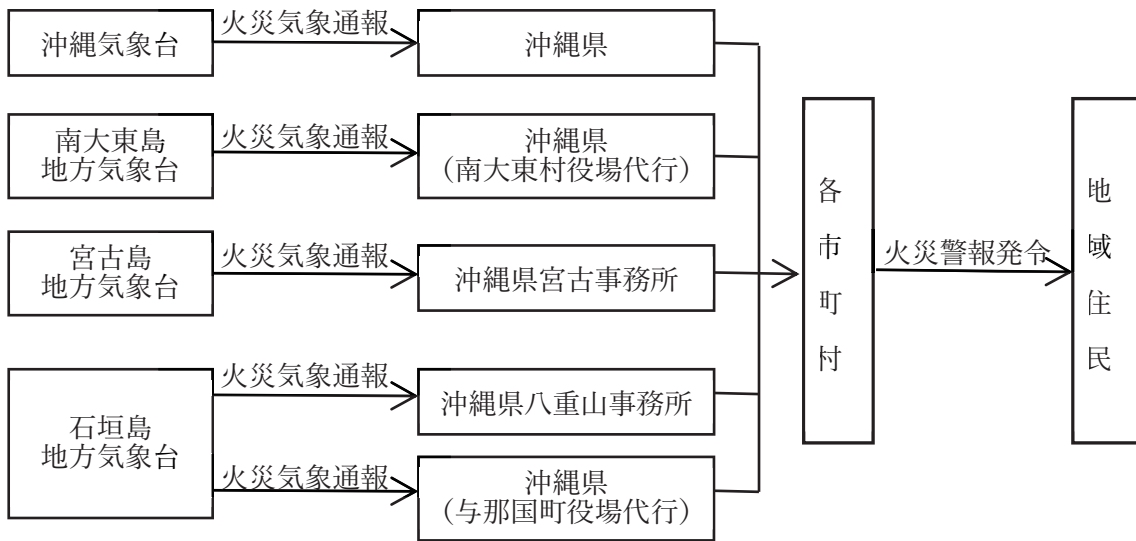 沖縄気象台
火災気象通報
沖縄県
南大東島
地方気象台
火災気象通報
沖縄県
(南大東村役場代行)
宮古島
地方気象台
火災気象通報
沖縄県宮古事務所
石垣島
地方気象台
火災気象通報
沖縄県八重山事務所
火災気象通報
沖縄県
(与那国町役場代行)
各市町村
火災警報発令
地域住民